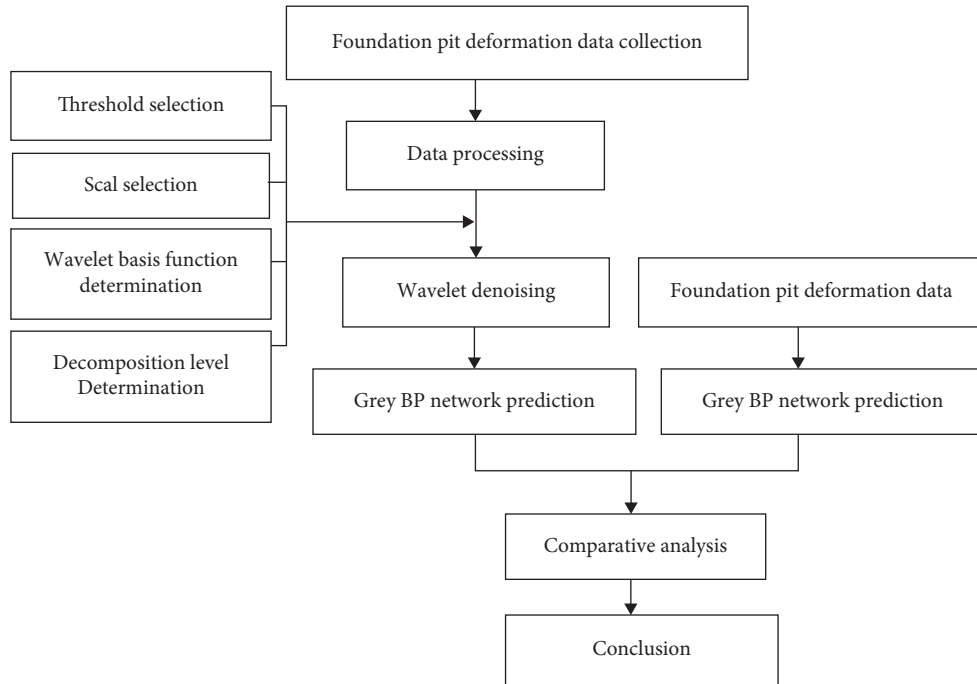 Foundation pit deformation data collection
Threshold selection
Data processing
Scal selection
Wavelet basis function
determination
Wavelet denoising
Foundation pit deformation data
Decomposition level
Determination
Grey BP network prediction
Grey BP network prediction
Comparative analysis
Conclusion